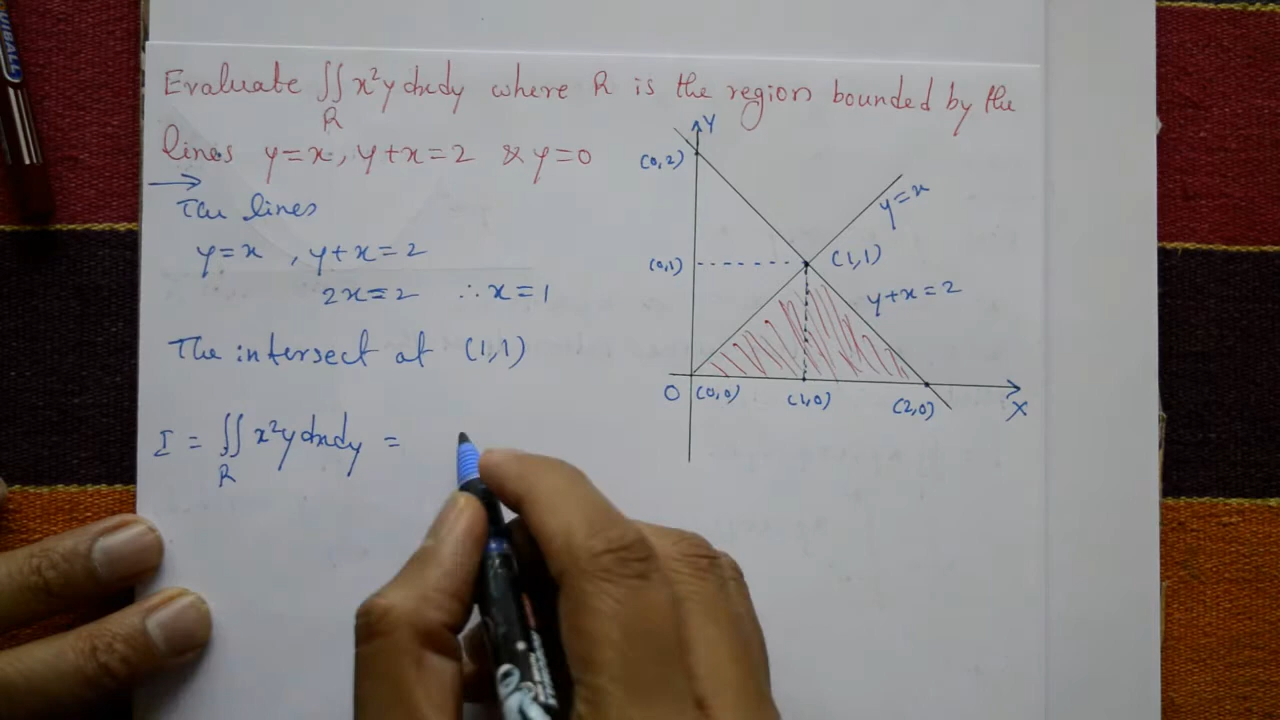 Evaluate ∬ x²y dxdy where R is the region bounded by the
R
lines y=x, y+x=2 & y=0
→
The lines
y=x , y+x=2
2x=2 ∴x=1
The intersect at (1,1)
I = ∬ x²y dxdy =
R
Y
(0,2)
y=x
(0,1)
(1,1)
y+x=2
O (0,0)
(1,0)
(2,0)
X